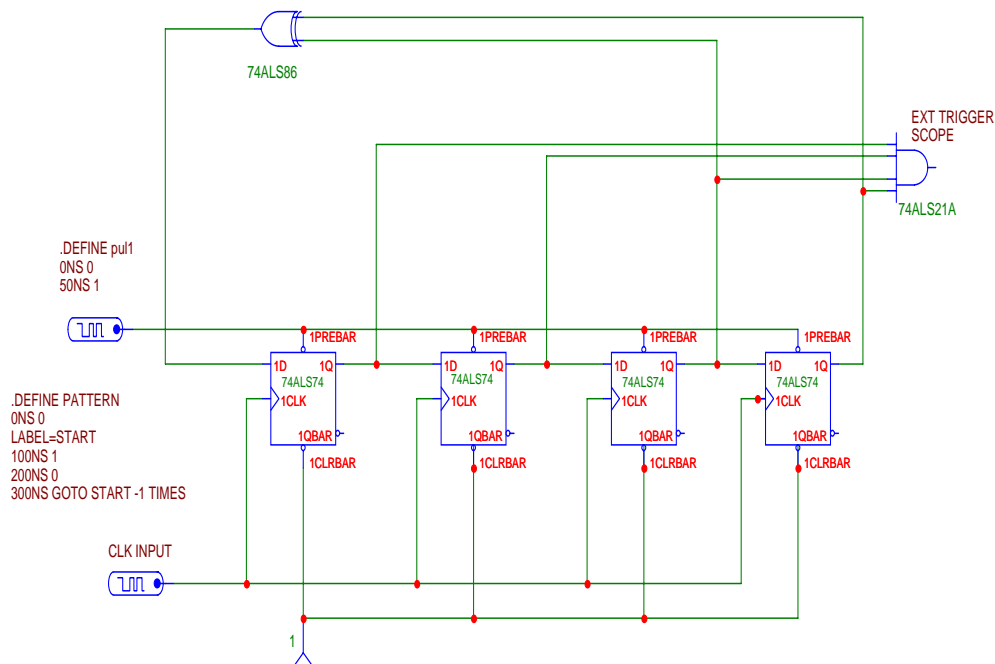 74ALS86
EXT TRIGGER
SCOPE
74ALS21A
.DEFINE pul1
0NS 0
50NS 1
1PREBAR
1PREBAR
1PREBAR
1PREBAR
1D 1Q
1D 1Q
1D 1Q
1D 1Q
74ALS74
74ALS74
74ALS74
74ALS74
1CLK
1CLK
1CLK
1CLK
1QBAR
1QBAR
1QBAR
1QBAR
1CLRBAR
1CLRBAR
1CLRBAR
1CLRBAR
.DEFINE PATTERN
0NS 0
LABEL=START
100NS 1
200NS 0
300NS GOTO START -1 TIMES
CLK INPUT
1